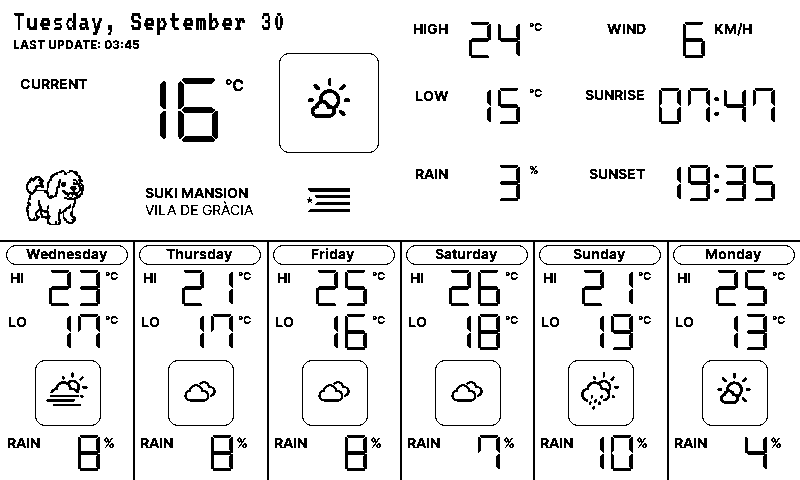 Tuesday, September 30
LAST UPDATE: 03:45
CURRENT 16 °C
SUKI MANSION
VILA DE GRÀCIA
HIGH 24 °C
LOW 15 °C
RAIN 3 %
WIND 6 KM/H
SUNRISE 07:47
SUNSET 19:35
Wednesday
HI 23 °C
LO 17 °C
RAIN 8 %
Thursday
HI 21 °C
LO 17 °C
RAIN 8 %
Friday
HI 25 °C
LO 16 °C
RAIN 8 %
Saturday
HI 26 °C
LO 18 °C
RAIN 7 %
Sunday
HI 21 °C
LO 19 °C
RAIN 10 %
Monday
HI 25 °C
LO 13 °C
RAIN 4 %